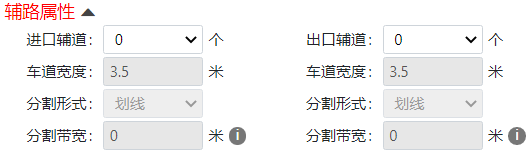 辅路属性
进口辅道： 0 个 出口辅道： 0 个
车道宽度： 3.5 米 车道宽度： 3.5 米
分割形式： 划线 分割形式： 划线
分割带宽： 0 米 i 分割带宽： 0 米 i